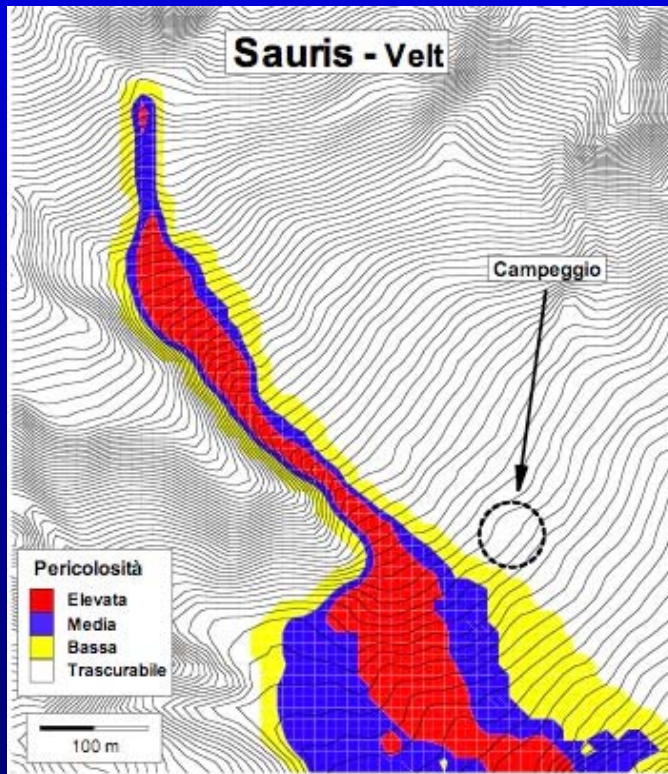 Sauris - Velt
Campeggio
Pericolosità
Elevata
Media
Bassa
Trascurabile
100 m